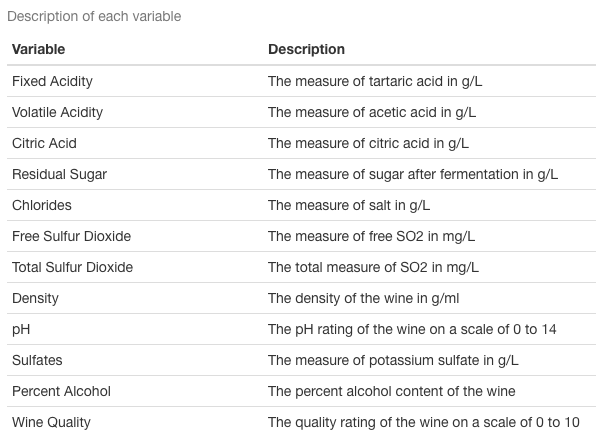 Description of each variable
Variable Description
Fixed Acidity The measure of tartaric acid in g/L
Volatile Acidity The measure of acetic acid in g/L
Citric Acid The measure of citric acid in g/L
Residual Sugar The measure of sugar after fermentation in g/L
Chlorides The measure of salt in g/L
Free Sulfur Dioxide The measure of free SO2 in mg/L
Total Sulfur Dioxide The total measure of SO2 in mg/L
Density The density of the wine in g/ml
pH The pH rating of the wine on a scale of 0 to 14
Sulfates The measure of potassium sulfate in g/L
Percent Alcohol The percent alcohol content of the wine
Wine Quality The quality rating of the wine on a scale of 0 to 10